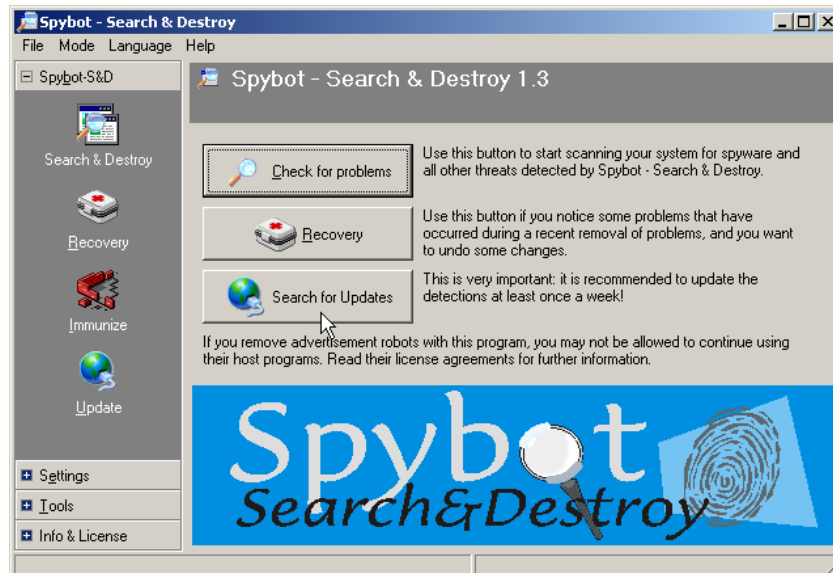 Spybot - Search & Destroy
File Mode Language Help
Spybot-S&D
Search & Destroy
Recovery
Immunize
Update
Settings
Tools
Info & License
Spybot - Search & Destroy 1.3
Check for problems
Use this button to start scanning your system for spyware and
all other threats detected by Spybot - Search & Destroy.
Recovery
Use this button if you notice some problems that have
occurred during a recent removal of problems, and you want
to undo some changes.
Search for Updates
This is very important: it is recommended to update the
detections at least once a week!
If you remove advertisement robots with this program, you may not be allowed to continue using
their host programs. Read their license agreements for further information.
Spybot
Search&Destroy